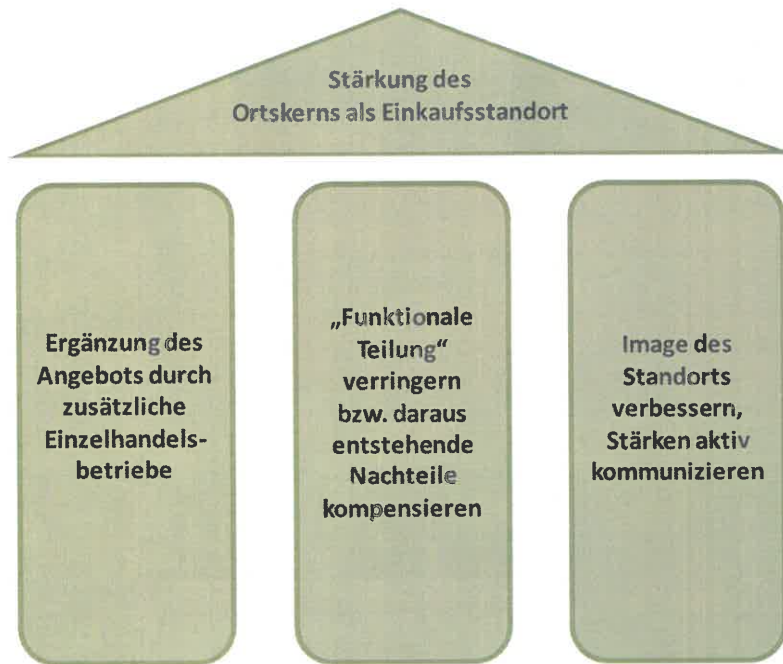 Stärkung des
Ortskerns als Einkaufsstandort
Ergänzung des
Angebots durch
zusätzliche
Einzelhandels-
betriebe
„Funktionale
Teilung“
verringern
bzw. daraus
entstehende
Nachteile
kompensieren
Image des
Standorts
verbessern,
Stärken aktiv
kommunizieren